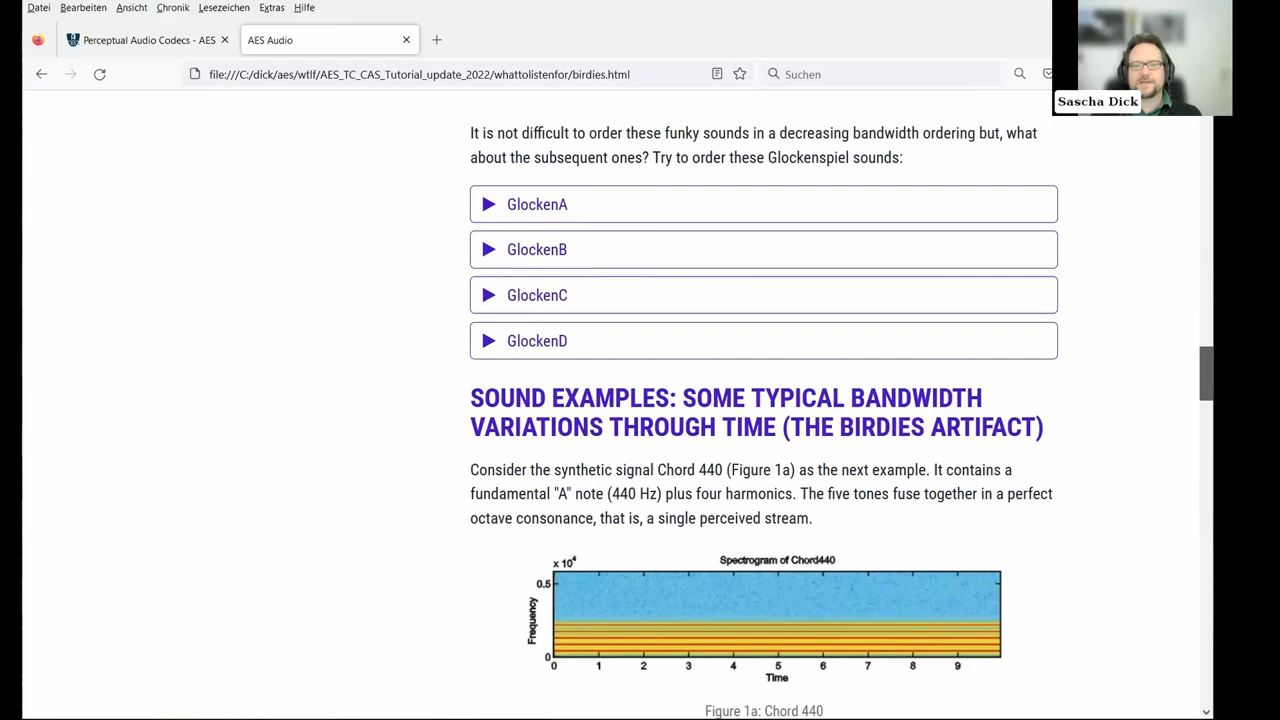 Datei Bearbeiten Ansicht Chronik Lesezeichen Extras Hilfe
Perceptual Audio Codecs - AES
AES Audio
file:///C:/dick/aes/wtlf/AES_TC_CAS_Tutorial_update_2022/whattolistenfor/birdies.html
Suchen
Sascha Dick
It is not difficult to order these funky sounds in a decreasing bandwidth ordering but, what
about the subsequent ones? Try to order these Glockenspiel sounds:
GlockenA
GlockenB
GlockenC
GlockenD
SOUND EXAMPLES: SOME TYPICAL BANDWIDTH
VARIATIONS THROUGH TIME (THE BIRDIES ARTIFACT)
Consider the synthetic signal Chord 440 (Figure 1a) as the next example. It contains a
fundamental "A" note (440 Hz) plus four harmonics. The five tones fuse together in a perfect
octave consonance, that is, a single perceived stream.
Spectrogram of Chord440
x 10⁴
0.5
Frequency
0
0 1 2 3 4 5 6 7 8 9
Time
Figure 1a: Chord 440